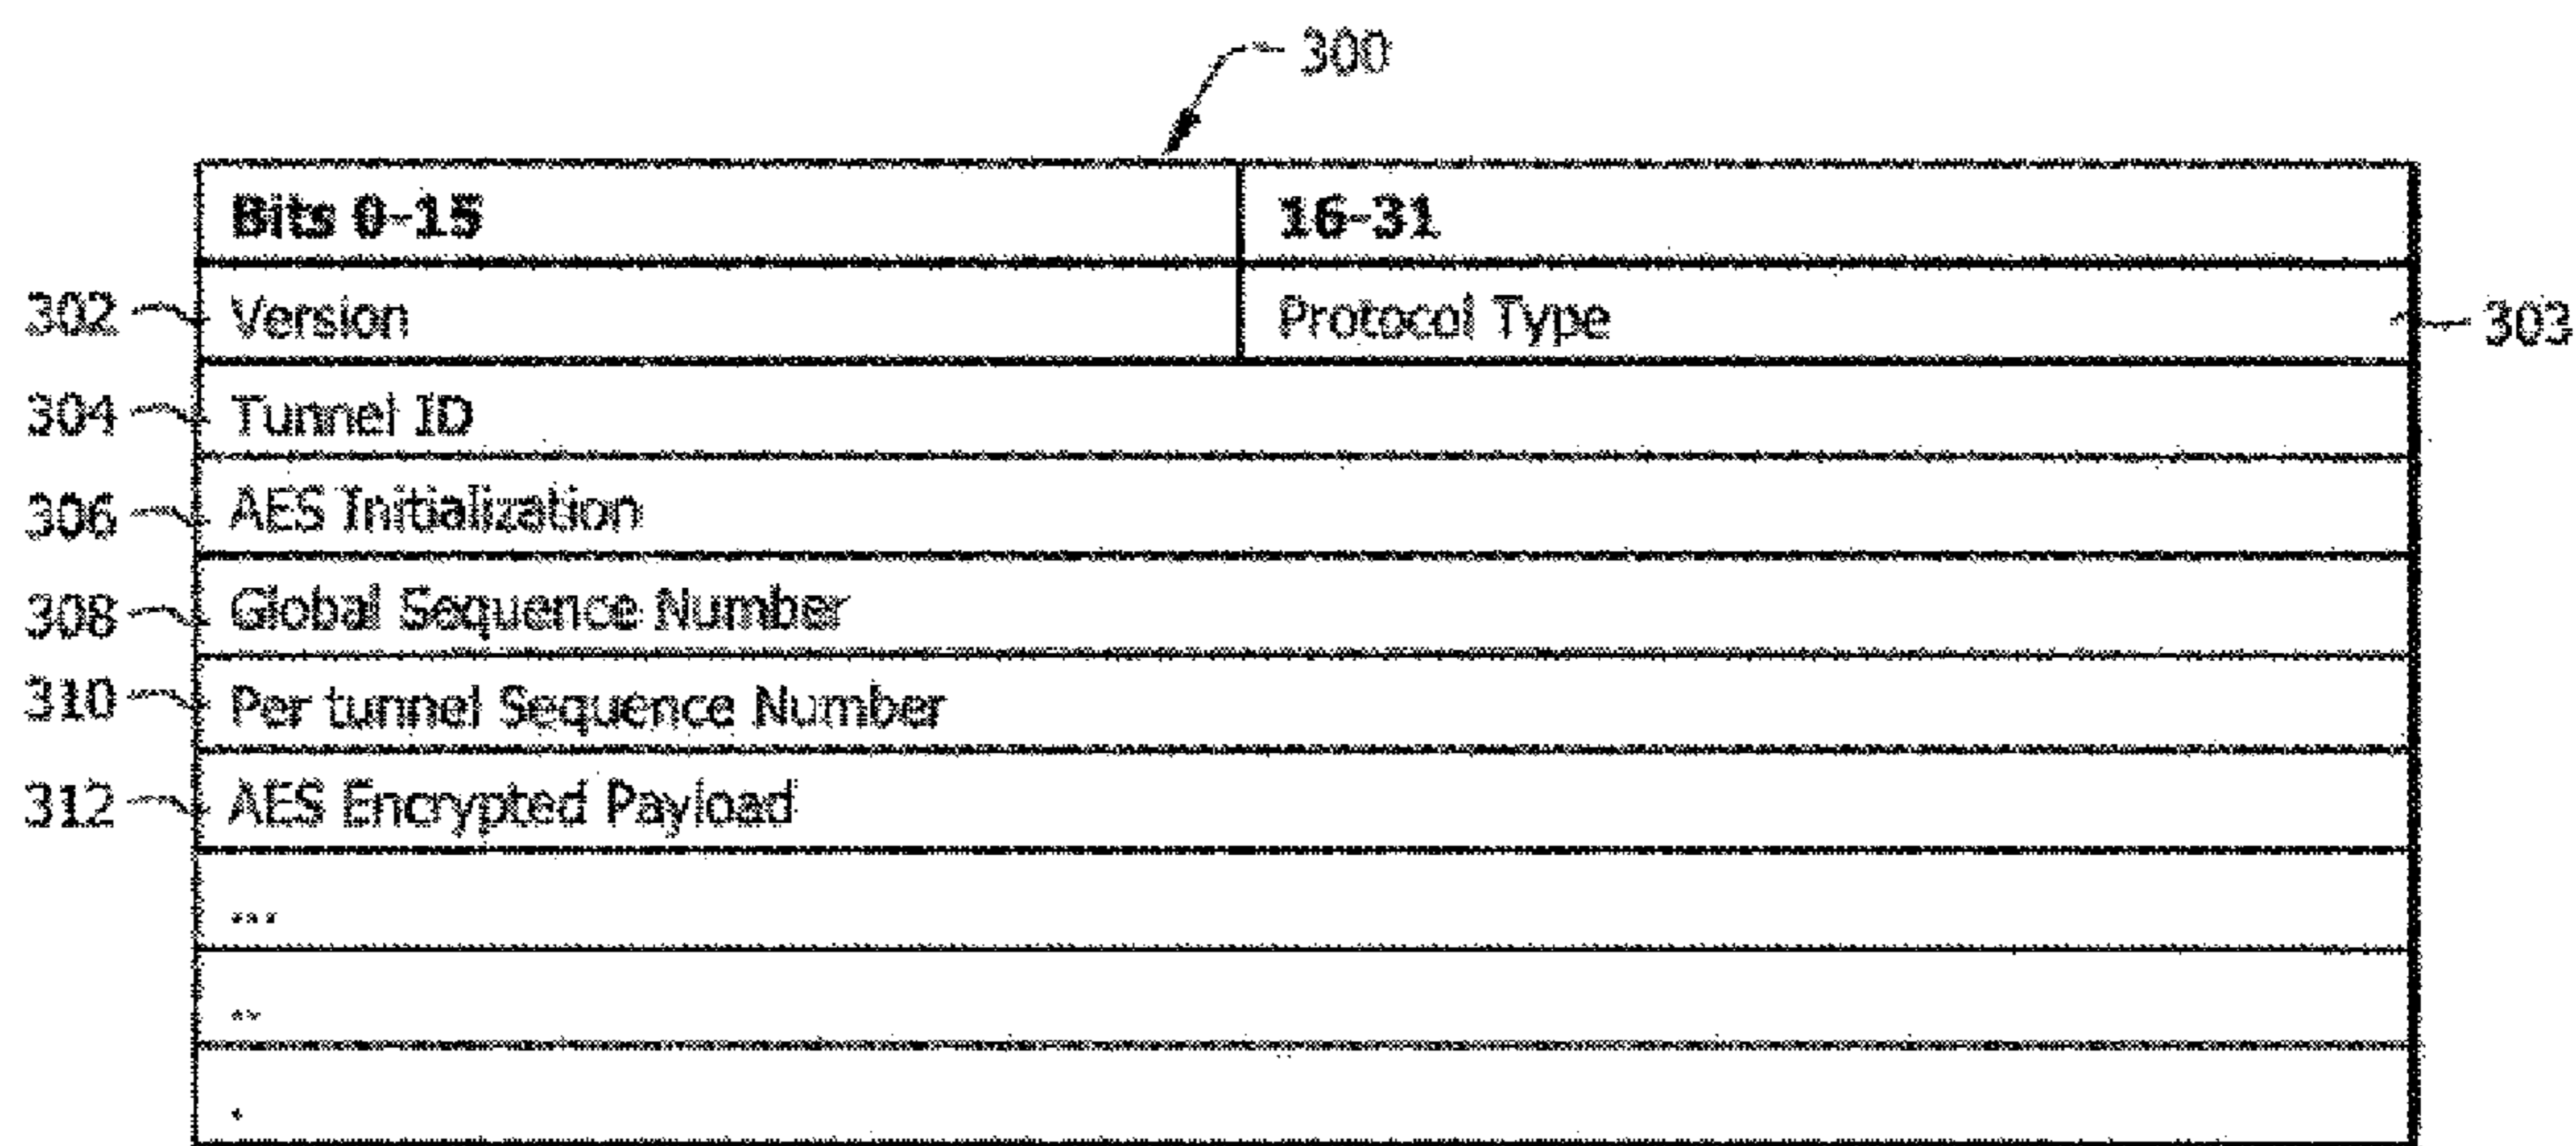 300
Bits 0-15 16-31
302 Version Protocol Type 303
304 Tunnel ID
306 AES Initialization
308 Global Sequence Number
310 Per tunnel Sequence Number
312 AES Encrypted Payload
...
..
.